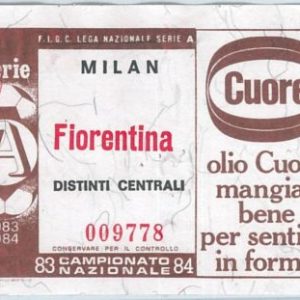 F.I.G.C. LEGA NAZIONALE SERIE A
erie
A
983
984
MILAN
Fiorentina
DISTINTI CENTRALI
009778
CONSERVARE PER IL CONTROLLO
83 CAMPIONATO 84
NAZIONALE
Cuore
olio Cuo
mangia
bene
per senti
in form